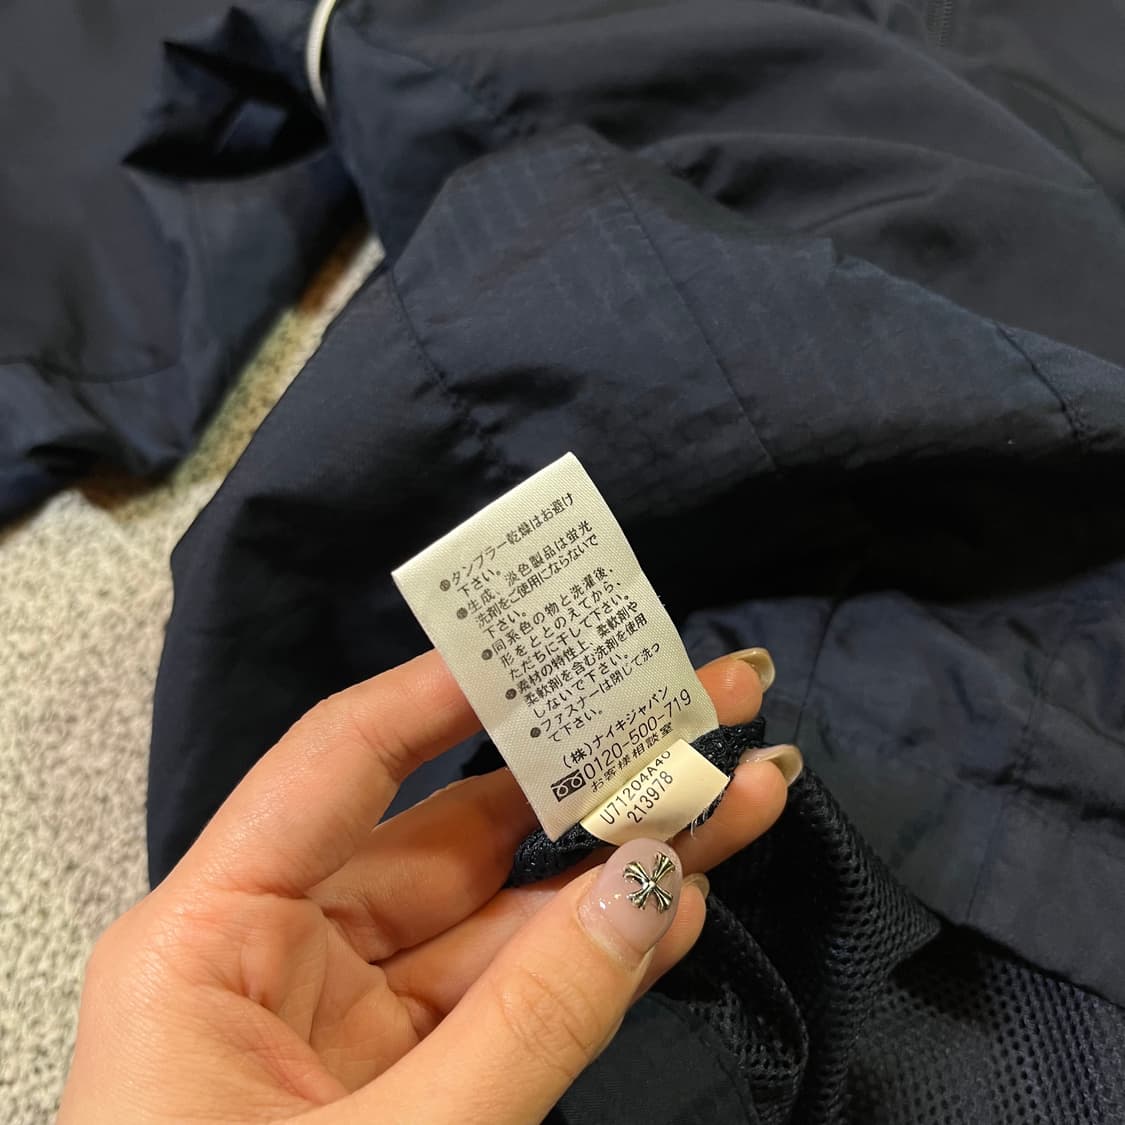 ●タンブラー乾燥はお避け
下さい。
●生成、淡色製品は蛍光
洗剤をご使用にならないで
下さい。
●同系色の物と洗濯後、
形をととのえてから、
ただちに干して下さい。
●素材の特性上、柔軟剤や
柔軟剤を含む洗剤を使用
しないで下さい。
●ファスナーは閉じて洗っ
て下さい。
(株)ナイキジャパン
0120-500-719
お客様相談室
U71204A40
213978